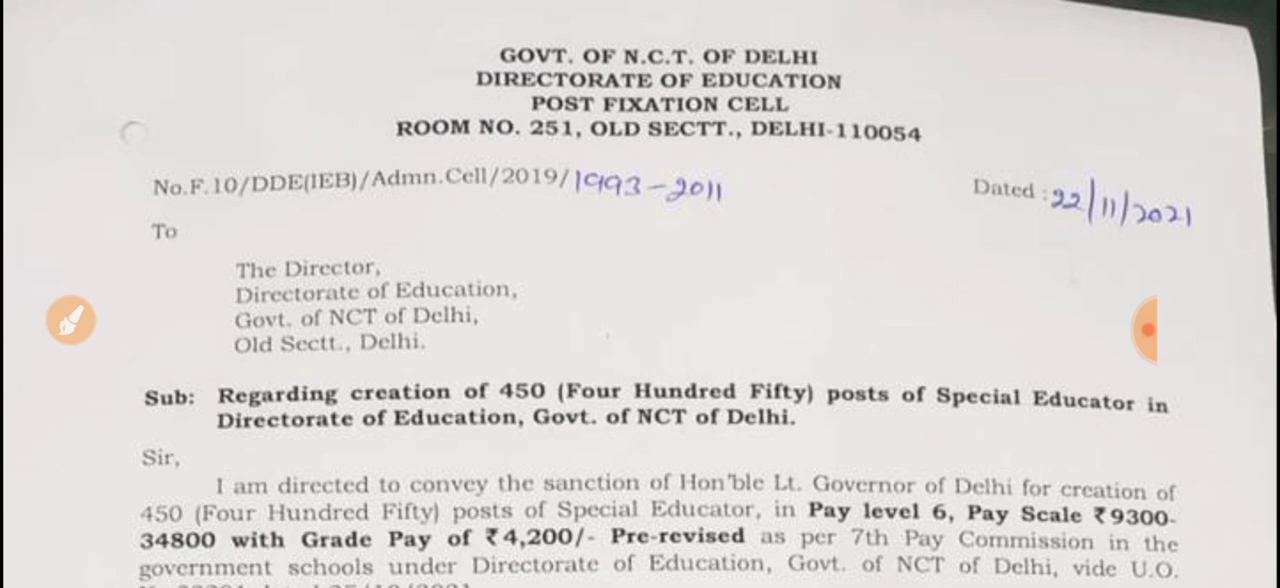 GOVT. OF N.C.T. OF DELHI
DIRECTORATE OF EDUCATION
POST FIXATION CELL
ROOM NO. 251, OLD SECTT., DELHI-110054
No.F.10/DDE(IEB)/Admn.Cell/2019/1993-2011
Dated : 22/11/2021
To
The Director,
Directorate of Education,
Govt. of NCT of Delhi,
Old Sectt., Delhi.
Sub: Regarding creation of 450 (Four Hundred Fifty) posts of Special Educator in
Directorate of Education, Govt. of NCT of Delhi.
Sir,
I am directed to convey the sanction of Hon'ble Lt. Governor of Delhi for creation of
450 (Four Hundred Fifty) posts of Special Educator, in Pay level 6, Pay Scale ₹9300-
34800 with Grade Pay of ₹4,200/- Pre-revised as per 7th Pay Commission in the
government schools under Directorate of Education, Govt. of NCT of Delhi, vide U.O.